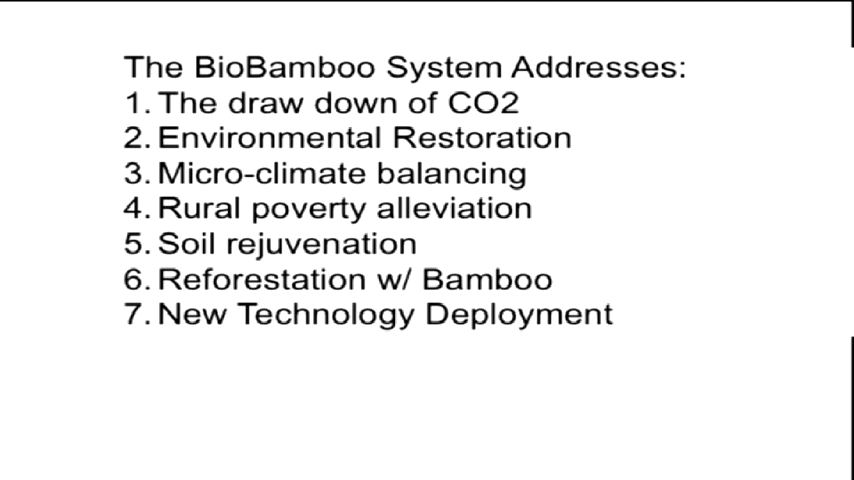 The BioBamboo System Addresses:
1. The draw down of CO2
2. Environmental Restoration
3. Micro-climate balancing
4. Rural poverty alleviation
5. Soil rejuvenation
6. Reforestation w/ Bamboo
7. New Technology Deployment